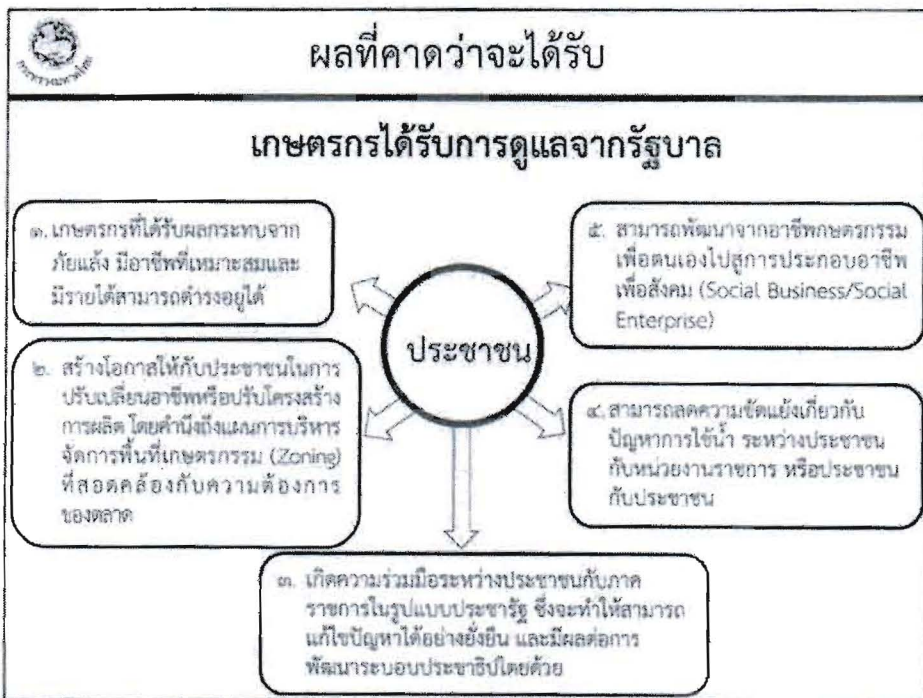 ผลที่คาดว่าจะได้รับ
กระทรวงมหาดไทย
เกษตรกรได้รับการดูแลจากรัฐบาล
๑. เกษตรกรที่ได้รับผลกระทบจาก
ภัยแล้ง มีอาชีพที่เหมาะสมและ
มีรายได้สามารถดำรงอยู่ได้
๒. สร้างโอกาสให้กับประชาชนในการ
ปรับเปลี่ยนอาชีพหรือปรับโครงสร้าง
การผลิต โดยคำนึงถึงแผนการบริหาร
จัดการพื้นที่เกษตรกรรม (Zoning)
ที่สอดคล้องกับความต้องการ
ของตลาด
ประชาชน
๓. เกิดความร่วมมือระหว่างประชาชนกับภาค
ราชการในรูปแบบประชารัฐ ซึ่งจะทำให้สามารถ
แก้ไขปัญหาได้อย่างยั่งยืน และมีผลต่อการ
พัฒนาระบอบประชาธิปไตยด้วย
๔. สามารถลดความขัดแย้งเกี่ยวกับ
ปัญหาการใช้น้ำ ระหว่างประชาชน
กับหน่วยงานราชการ หรือประชาชน
กับประชาชน
๕. สามารถพัฒนาจากอาชีพเกษตรกรรม
เพื่อตนเองไปสู่การประกอบอาชีพ
เพื่อสังคม (Social Business/Social
Enterprise)